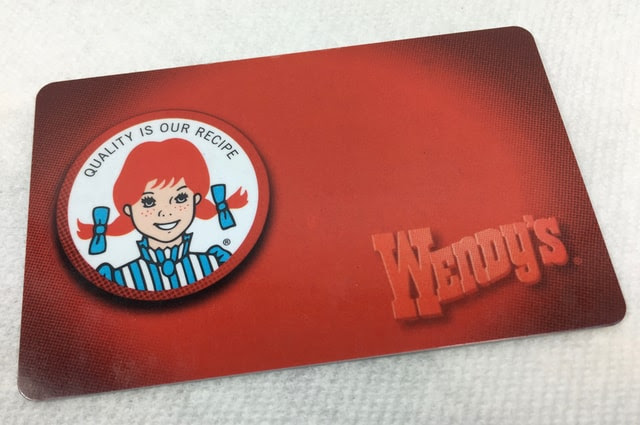 QUALITY IS OUR RECIPE
®
WENDY'S